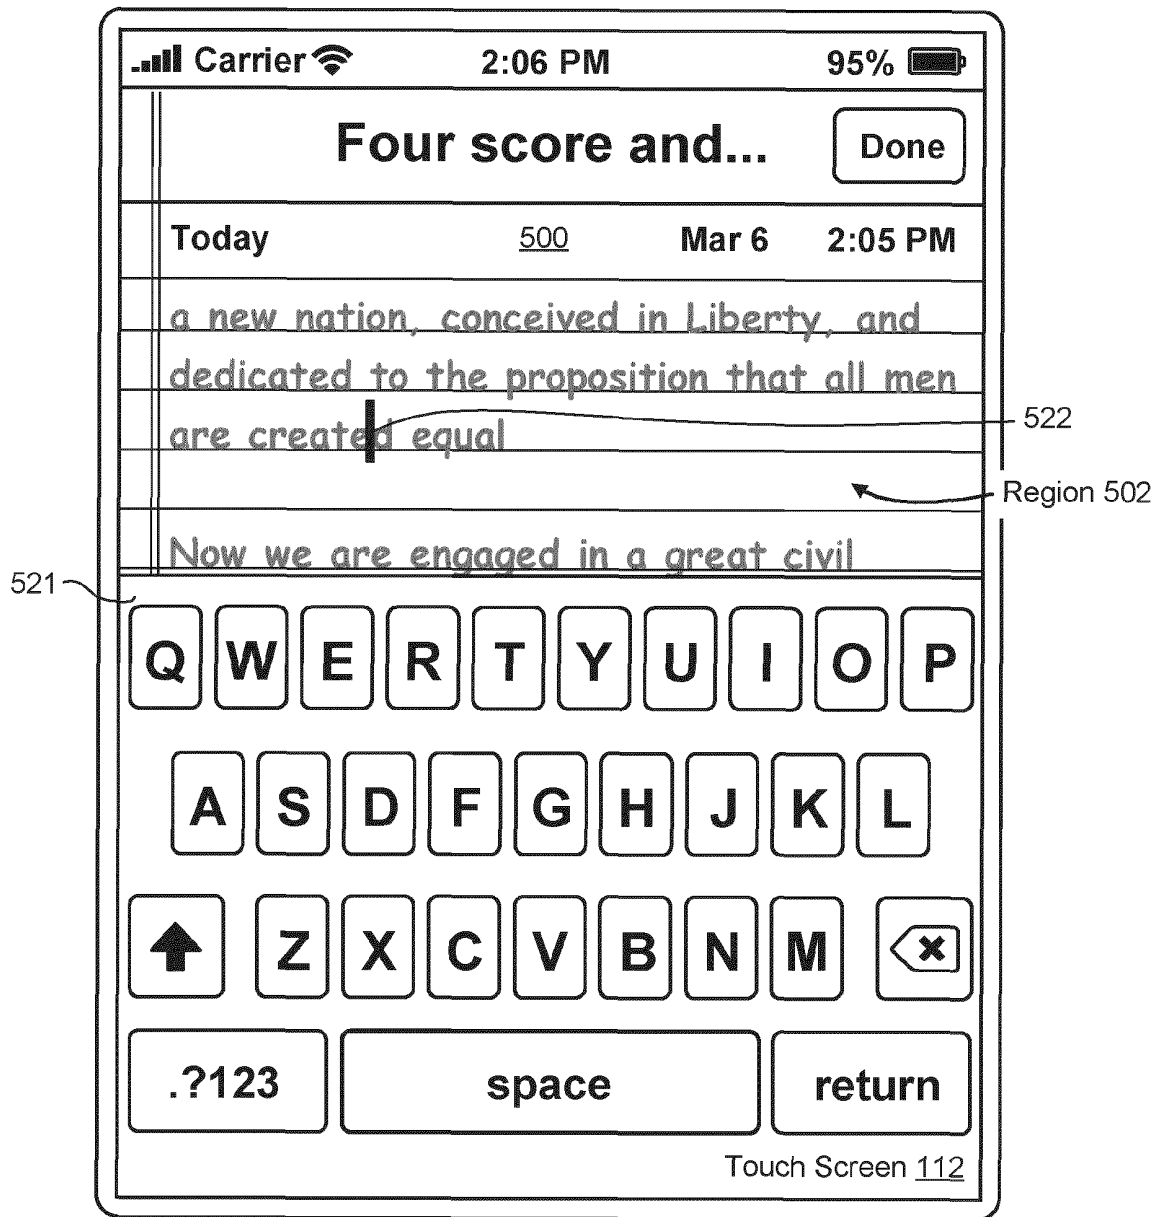 Carrier 2:06 PM 95%
Four score and... Done
Today 500 Mar 6 2:05 PM
a new nation, conceived in Liberty, and
dedicated to the proposition that all men
are created equal
522
Region 502
Now we are engaged in a great civil
521
Q W E R T Y U I O P
A S D F G H J K L
Z X C V B N M
.?123 space return
Touch Screen 112